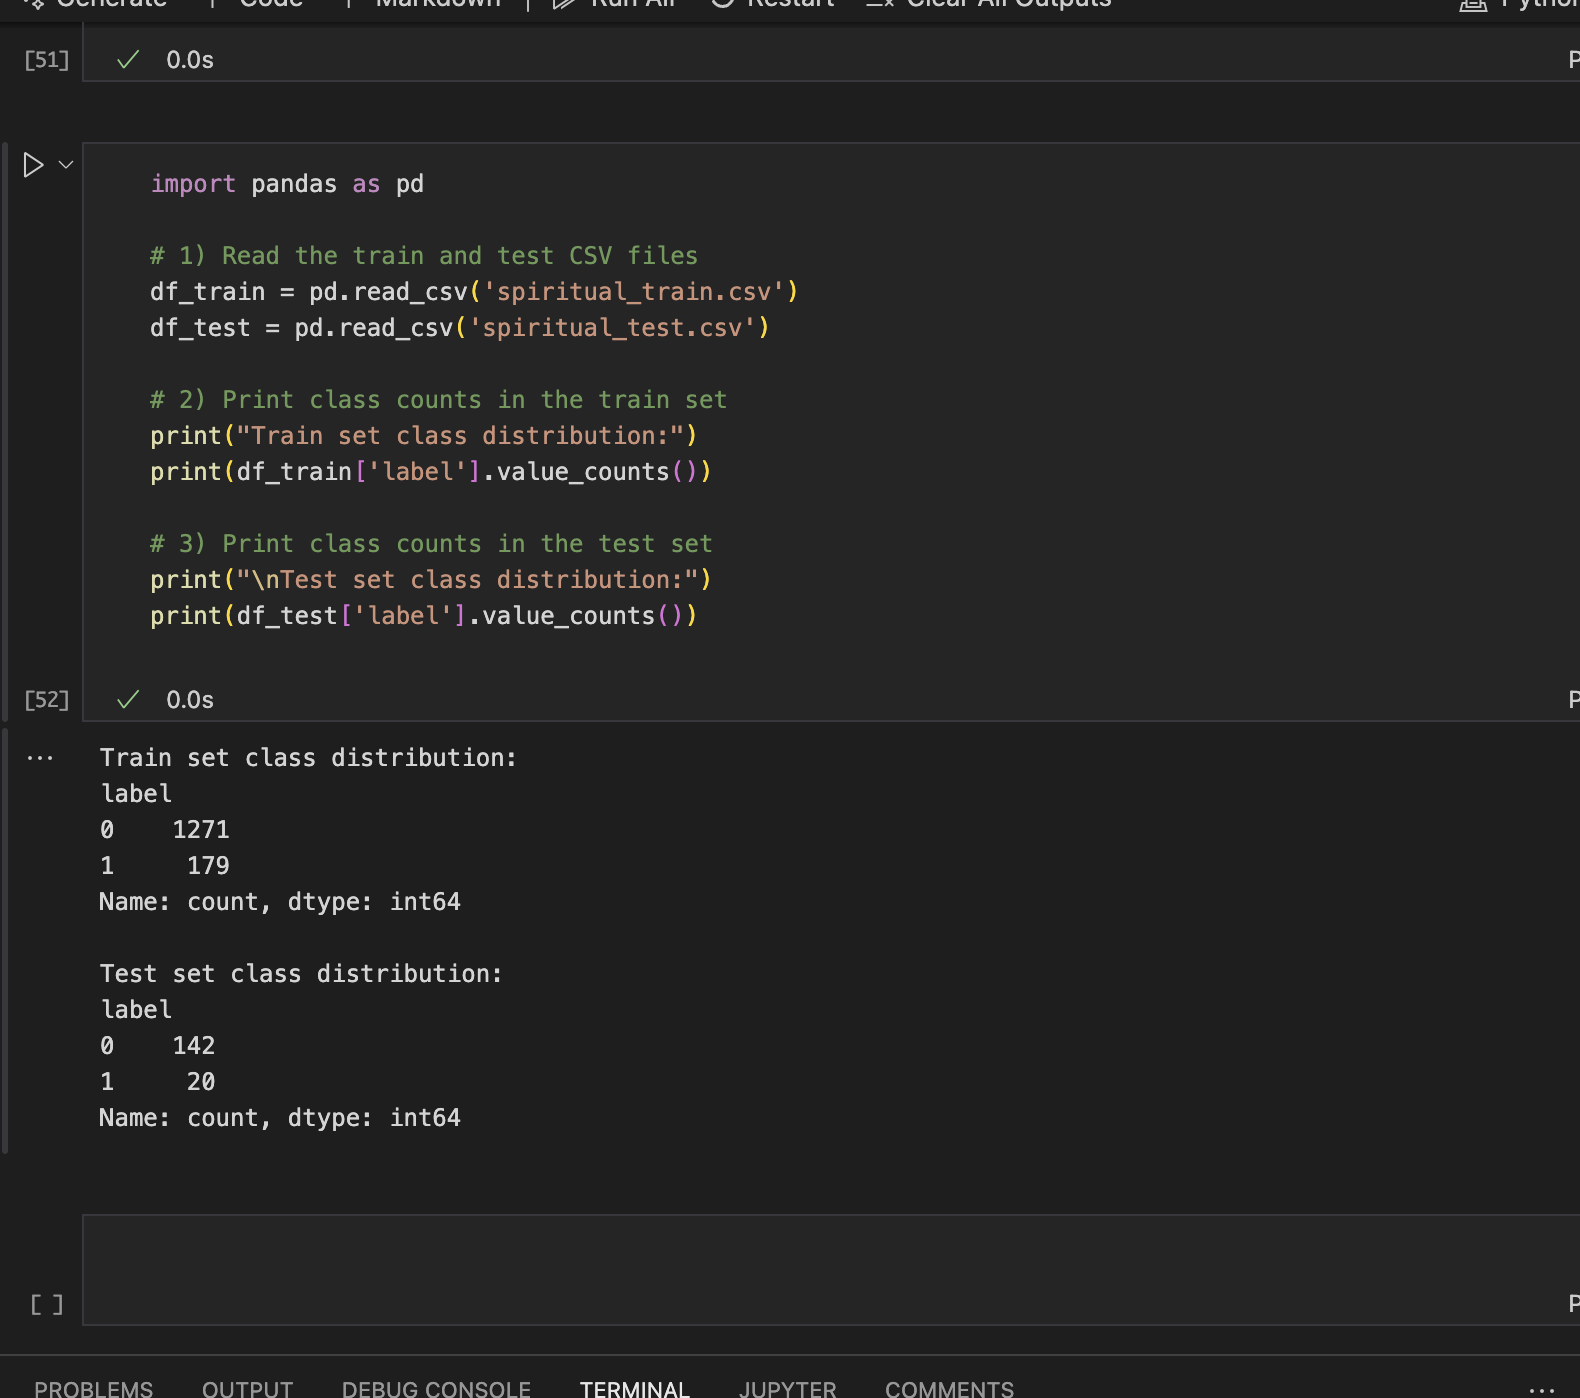 Generate Code Markdown Run All Restart Clear All Outputs Python
[51] 0.0s
import pandas as pd
# 1) Read the train and test CSV files
df_train = pd.read_csv('spiritual_train.csv')
df_test = pd.read_csv('spiritual_test.csv')
# 2) Print class counts in the train set
print("Train set class distribution:")
print(df_train['label'].value_counts())
# 3) Print class counts in the test set
print("\nTest set class distribution:")
print(df_test['label'].value_counts())
[52] 0.0s
Train set class distribution:
label
0    1271
1     179
Name: count, dtype: int64
Test set class distribution:
label
0    142
1     20
Name: count, dtype: int64
[ ]
PROBLEMS OUTPUT DEBUG CONSOLE TERMINAL JUPYTER COMMENTS